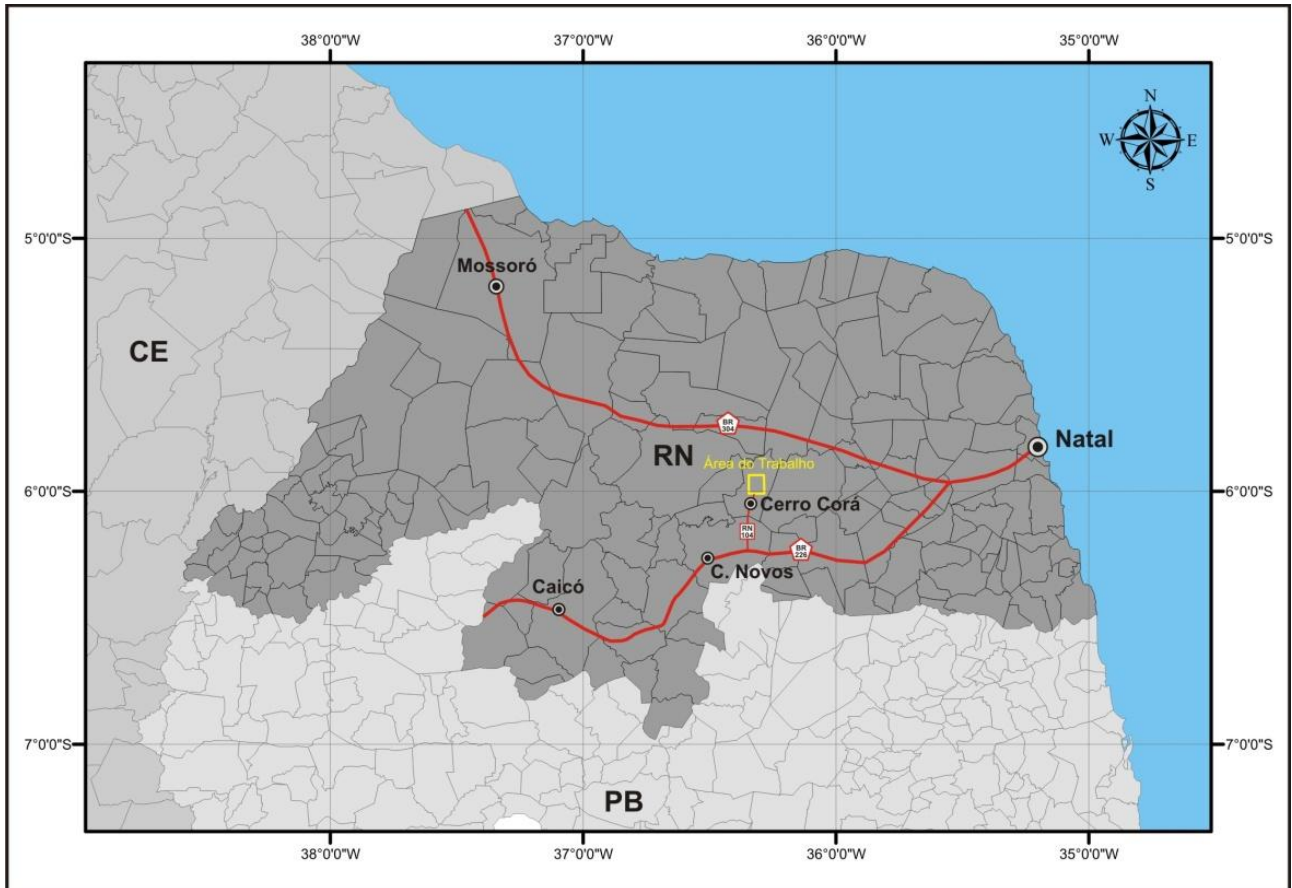 38°0'0"W
37°0'0"W
36°0'0"W
35°0'0"W
N
W
E
S
5°0'0"S
5°0'0"S
Mossoró
CE
BR
304
Natal
RN
Área do Trabalho
6°0'0"S
6°0'0"S
Cerro Corá
RN
104
BR
226
C. Novos
Caicó
7°0'0"S
7°0'0"S
PB
38°0'0"W
37°0'0"W
36°0'0"W
35°0'0"W